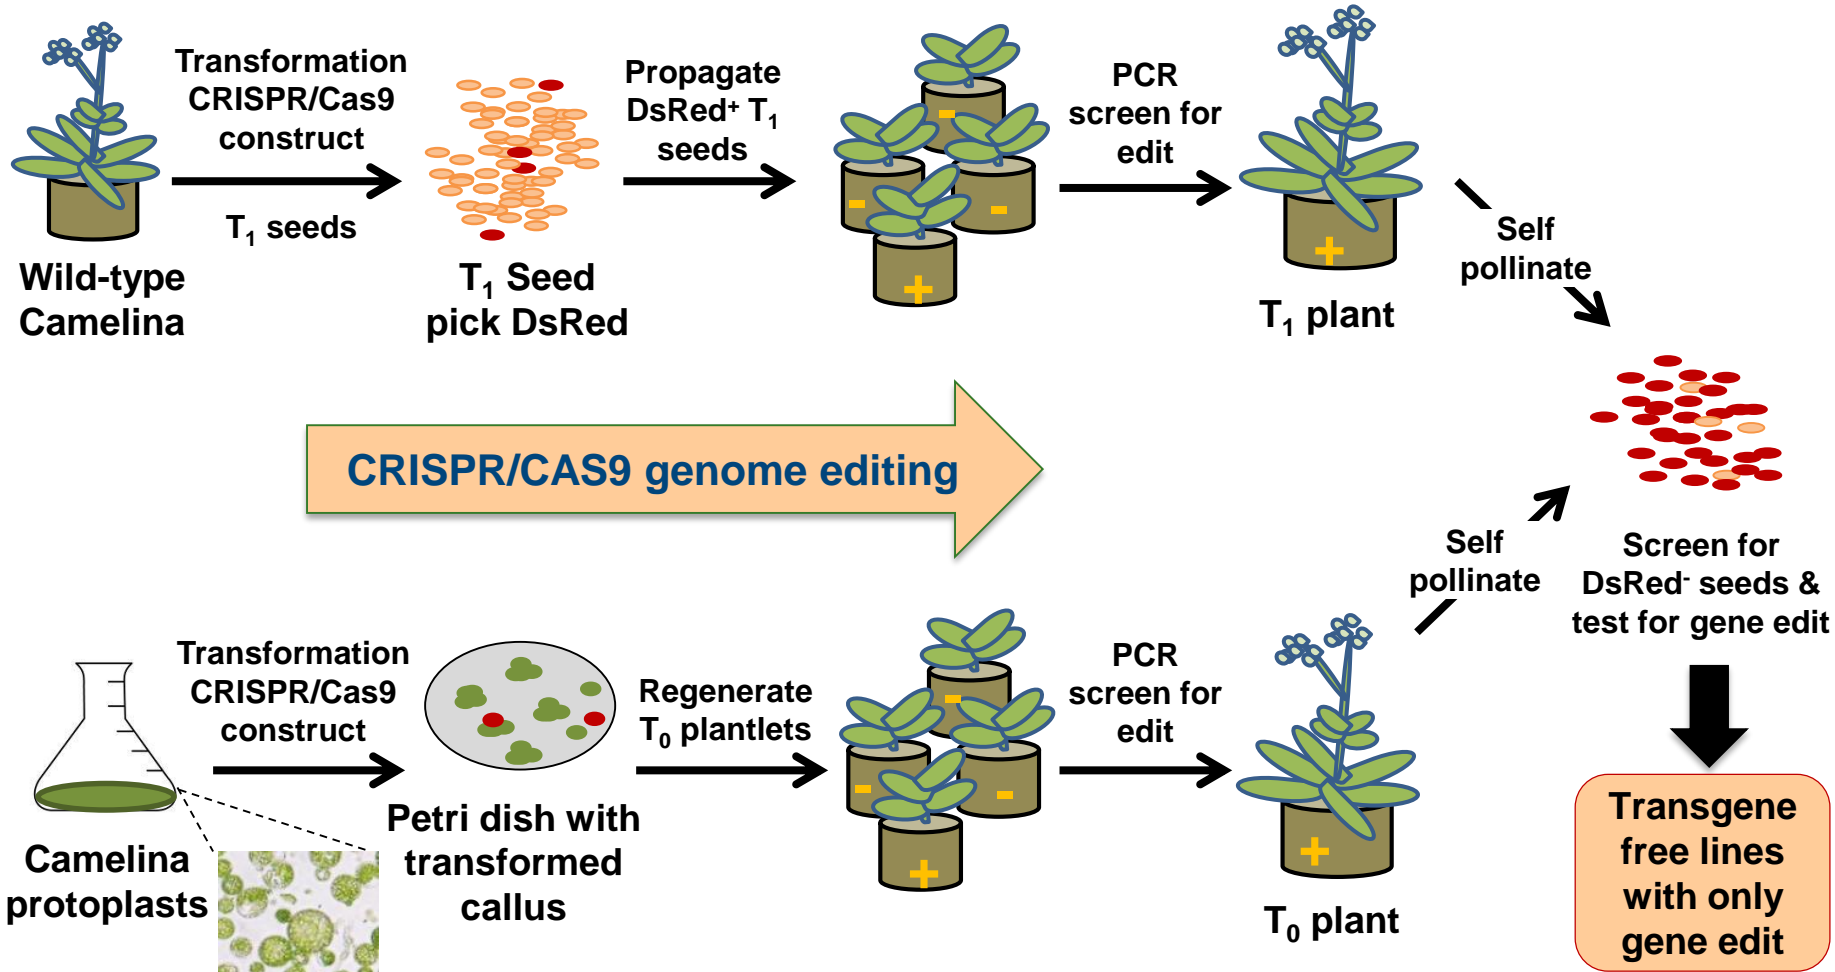 Transformation
CRISPR/Cas9
construct
T₁ seeds
Wild-type
Camelina
T₁ Seed
pick DsRed
Propagate
DsRed⁺ T₁
seeds
-
-
-
+
PCR
screen for
edit
+
T₁ plant
Self
pollinate
CRISPR/CAS9 genome editing
Screen for
DsRed⁻ seeds &
test for gene edit
Transgene
free lines
with only
gene edit
Camelina
protoplasts
Transformation
CRISPR/Cas9
construct
Petri dish with
transformed
callus
Regenerate
T₀ plantlets
-
-
-
+
PCR
screen for
edit
+
T₀ plant
Self
pollinate